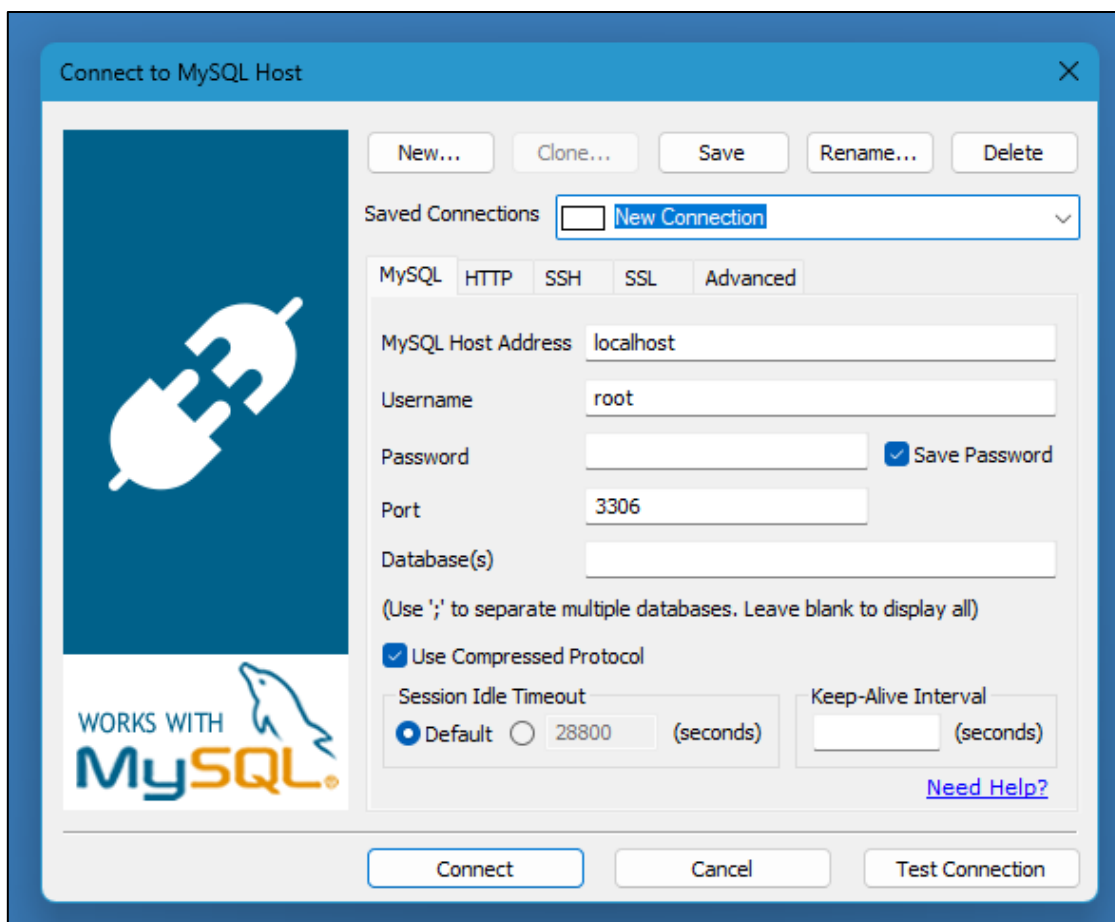 Connect to MySQL Host
New... Clone... Save Rename... Delete
Saved Connections New Connection
MySQL HTTP SSH SSL Advanced
MySQL Host Address localhost
Username root
Password Save Password
Port 3306
Database(s)
(Use ';' to separate multiple databases. Leave blank to display all)
Use Compressed Protocol
Session Idle Timeout Keep-Alive Interval
Default 28800 (seconds) (seconds)
WORKS WITH
MySQL
Need Help?
Connect Cancel Test Connection